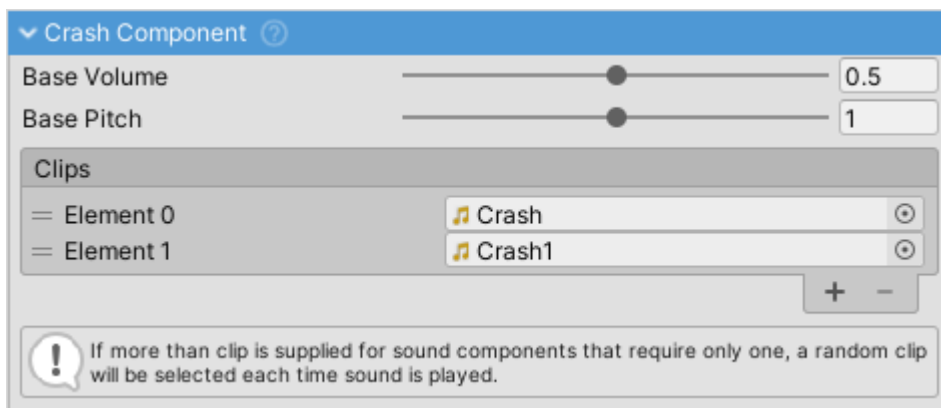 Crash Component
Base Volume 0.5
Base Pitch 1
Clips
Element 0 Crash
Element 1 Crash1
If more than clip is supplied for sound components that require only one, a random clip
will be selected each time sound is played.